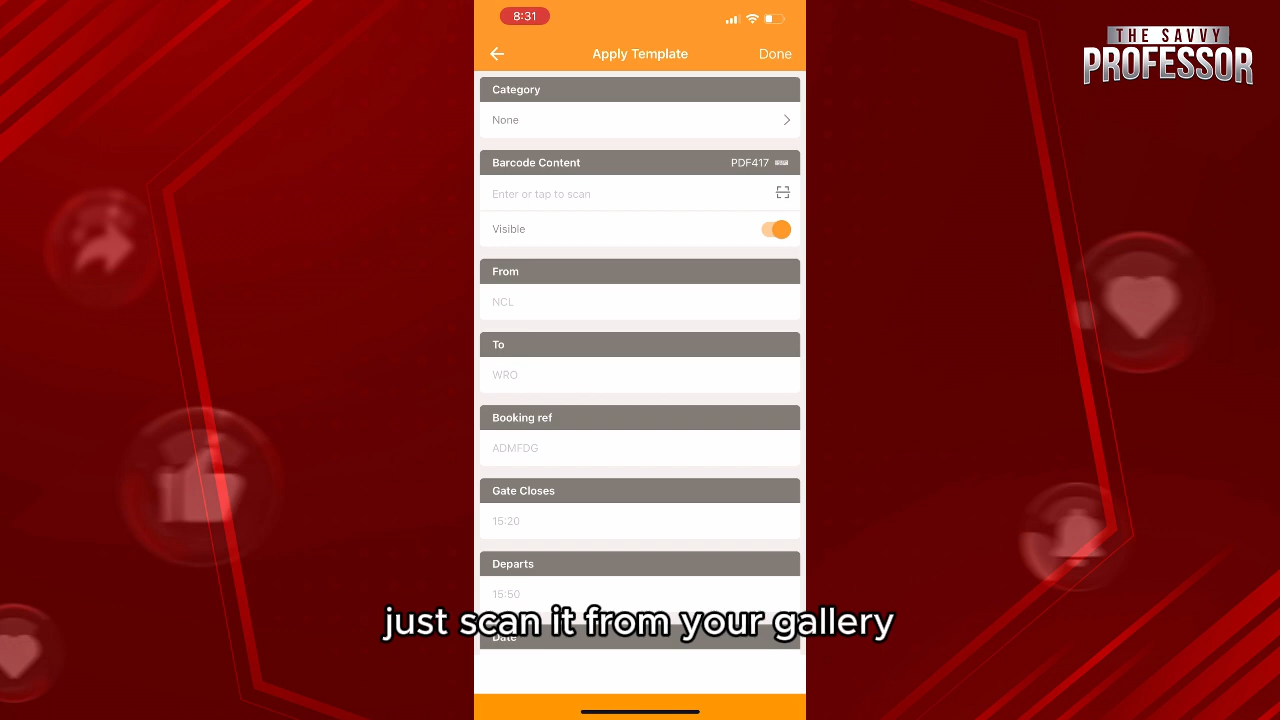 8:31
Apply Template
Done
Category
None
Barcode Content
PDF417
Enter or tap to scan
Visible
From
NCL
To
WRO
Booking ref
ADMFDG
Gate Closes
15:20
Departs
15:50
Date
just scan it from your gallery
THE SAVVY
PROFESSOR